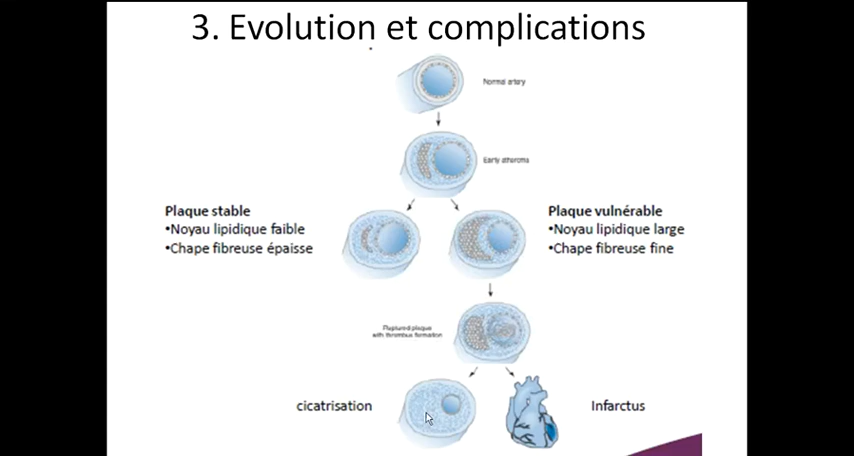 3. Evolution et complications
Normal artery
Early atheroma
Plaque stable
•Noyau lipidique faible
•Chape fibreuse épaisse
Plaque vulnérable
•Noyau lipidique large
•Chape fibreuse fine
Ruptured plaque
with thrombus formation
cicatrisation
Infarctus